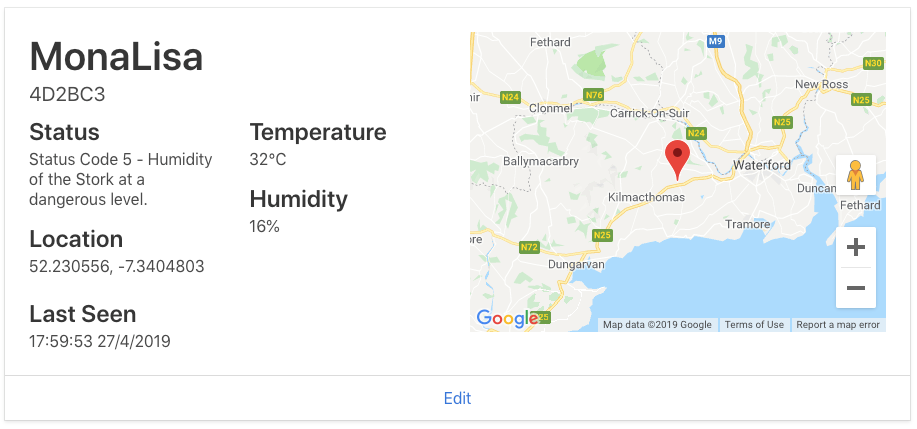 MonaLisa
4D2BC3
Status
Status Code 5 - Humidity
of the Stork at a
dangerous level.
Location
52.230556, -7.3404803
Last Seen
17:59:53 27/4/2019
Temperature
32°C
Humidity
16%
M9
Fethard
N30
New Ross
N24
N76
N25
Clonmel
Carrick-On-Suir
N25
N24
Ballymacarbry
Waterford
Duncan
Kilmacthomas
Fethard
Tramore
N25
ore
N72
Dungarvan
Google
25
Map data ©2019 Google
Terms of Use
Report a map error
Edit